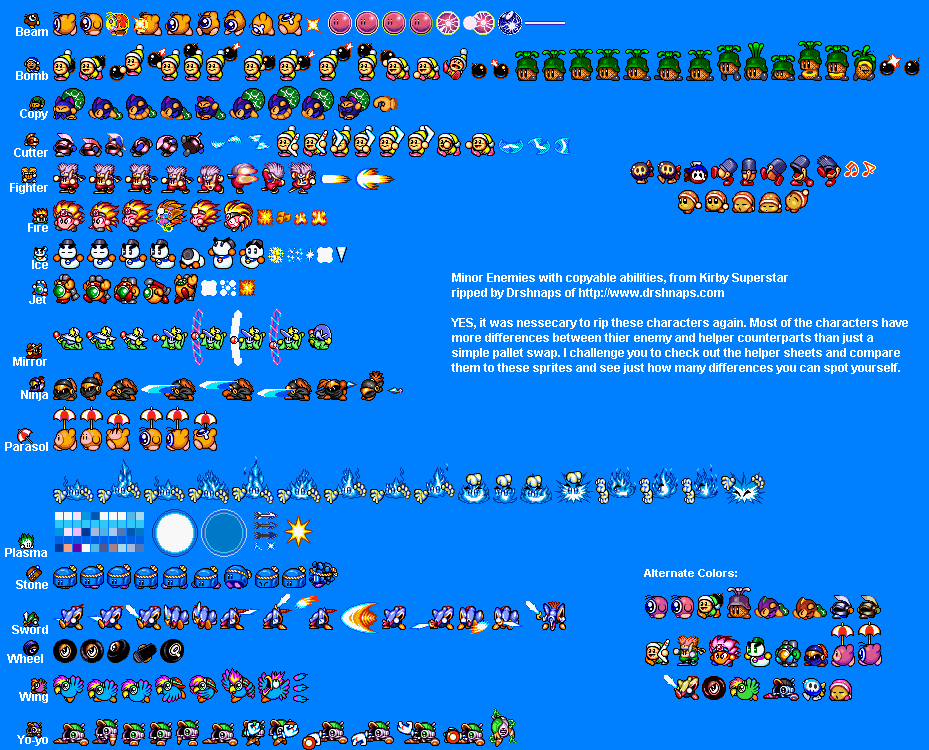 Beam
Bomb
Copy
Cutter
Fighter
Fire
Ice
Jet
Minor Enemies with copyable abilities, from Kirby Superstar
ripped by Drshnaps of http://www.drshnaps.com
YES, it was nessecary to rip these characters again. Most of the characters have
more differences between thier enemy and helper counterparts than just a
simple pallet swap. I challenge you to check out the helper sheets and compare
them to these sprites and see just how many differences you can spot yourself.
Mirror
Ninja
Parasol
Plasma
Stone
Alternate Colors:
Sword
Wheel
Wing
Yo-yo